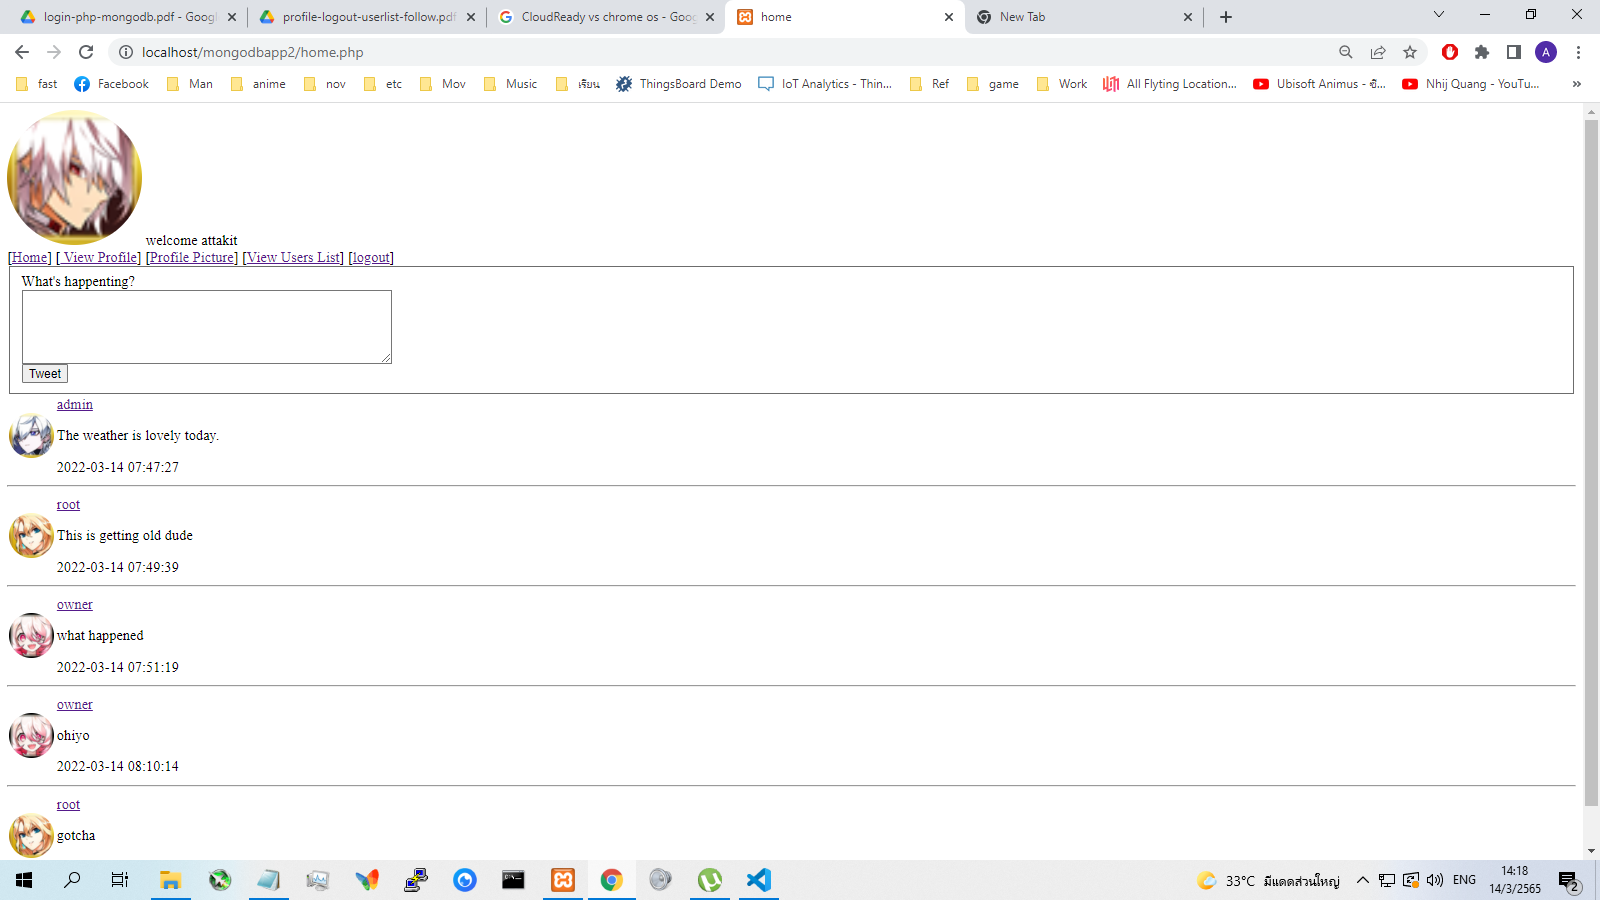 login-php-mongodb.pdf - Googl
profile-logout-userlist-follow.pdf
CloudReady vs chrome os - Goog
home
New Tab
localhost/mongodbapp2/home.php
A
fast
Facebook
Man
anime
nov
etc
Mov
Music
เรียน
ThingsBoard Demo
IoT Analytics - Thin...
Ref
game
Work
All Flyting Location...
Ubisoft Animus - ซี...
Nhij Quang - YouTu...
»
welcome attakit
[Home] [ View Profile] [Profile Picture] [View Users List] [logout]
What's happenting?
Tweet
admin
The weather is lovely today.
2022-03-14 07:47:27
root
This is getting old dude
2022-03-14 07:49:39
owner
what happened
2022-03-14 07:51:19
owner
ohiyo
2022-03-14 08:10:14
root
gotcha
33°C มีแดดส่วนใหญ่
ENG
14:18
14/3/2565
2